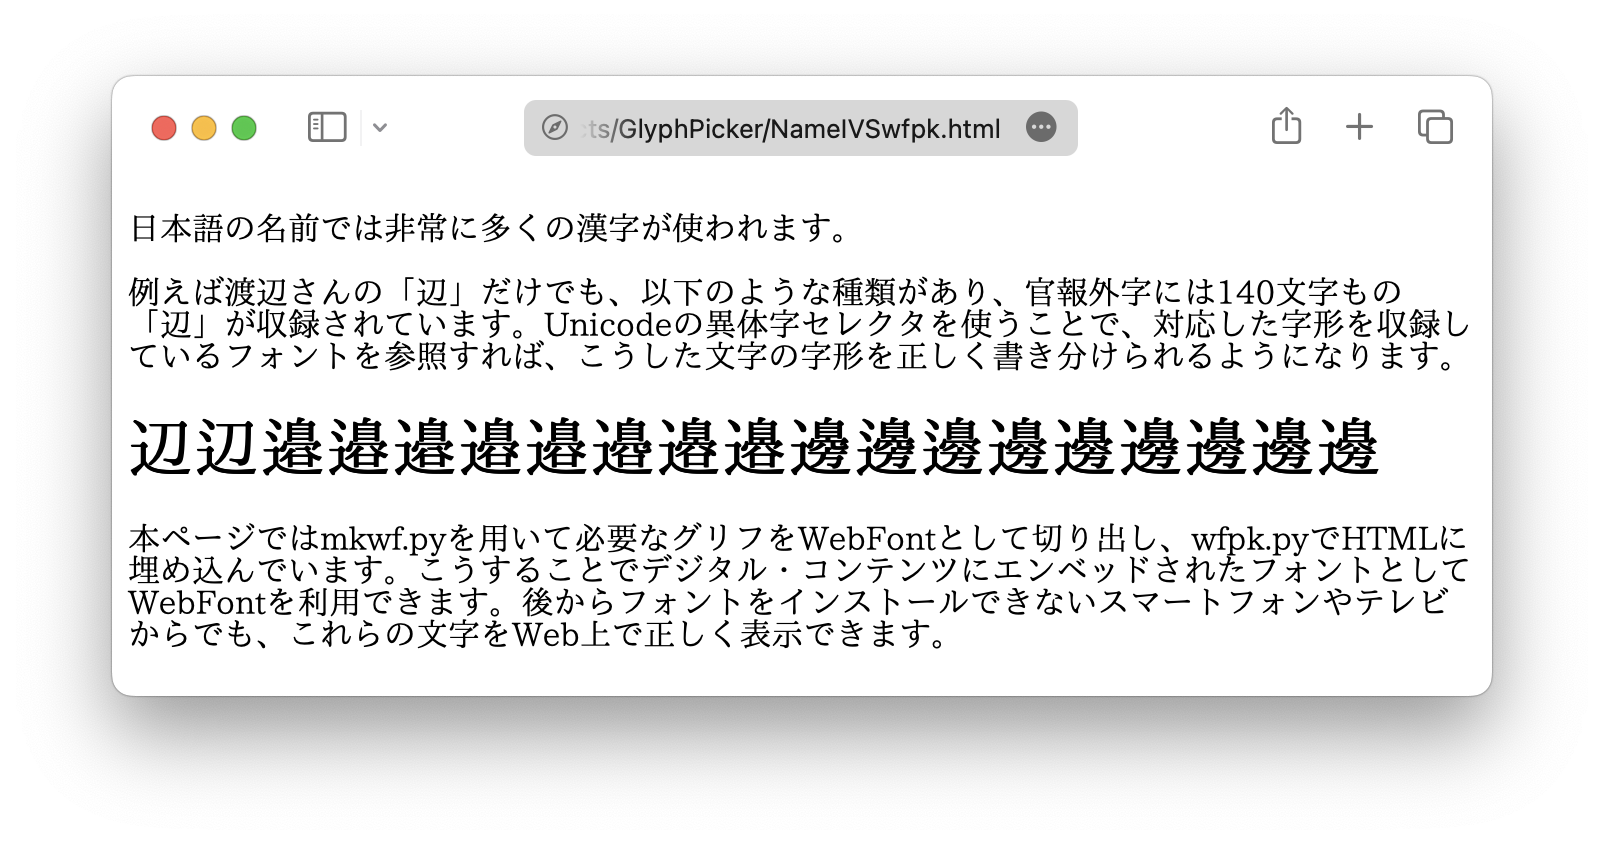 cts/GlyphPicker/NameIVSwfpk.html
日本語の名前では非常に多くの漢字が使われます。
例えば渡辺さんの「辺」だけでも、以下のような種類があり、官報外字には140文字もの
「辺」が収録されています。Unicodeの異体字セレクタを使うことで、対応した字形を収録し
ているフォントを参照すれば、こうした文字の字形を正しく書き分けられるようになります。
辺辺邉邉邉邉邉邉邉邉邊邊邊邊邊邊邊邊邊
本ページではmkwf.pyを用いて必要なグリフをWebFontとして切り出し、wfpk.pyでHTMLに
埋め込んでいます。こうすることでデジタル・コンテンツにエンベッドされたフォントとして
WebFontを利用できます。後からフォントをインストールできないスマートフォンやテレビ
からでも、これらの文字をWeb上で正しく表示できます。